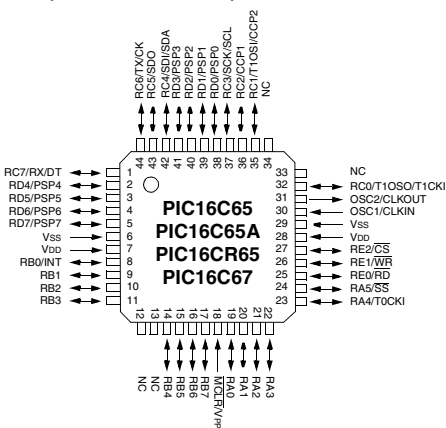 RC6/TX/CK
RC5/SDO
RC4/SDI/SDA
RD3/PSP3
RD2/PSP2
RD1/PSP1
RD0/PSP0
RC3/SCK/SCL
RC2/CCP1
RC1/T1OSI/CCP2
NC
44
43
42
41
40
39
38
37
36
35
34
RC7/RX/DT 1
RD4/PSP4 2
RD5/PSP5 3
RD6/PSP6 4
RD7/PSP7 5
VSS 6
VDD 7
RB0/INT 8
RB1 9
RB2 10
RB3 11
PIC16C65
PIC16C65A
PIC16CR65
PIC16C67
33 NC
32 RC0/T1OSO/T1CKI
31 OSC2/CLKOUT
30 OSC1/CLKIN
29 VSS
28 VDD
27 RE2/CS
26 RE1/WR
25 RE0/RD
24 RA5/SS
23 RA4/T0CKI
12
13
14
15
16
17
18
19
20
21
22
NC
NC
RB4
RB5
RB6
RB7
MCLR/VPP
RA0
RA1
RA2
RA3